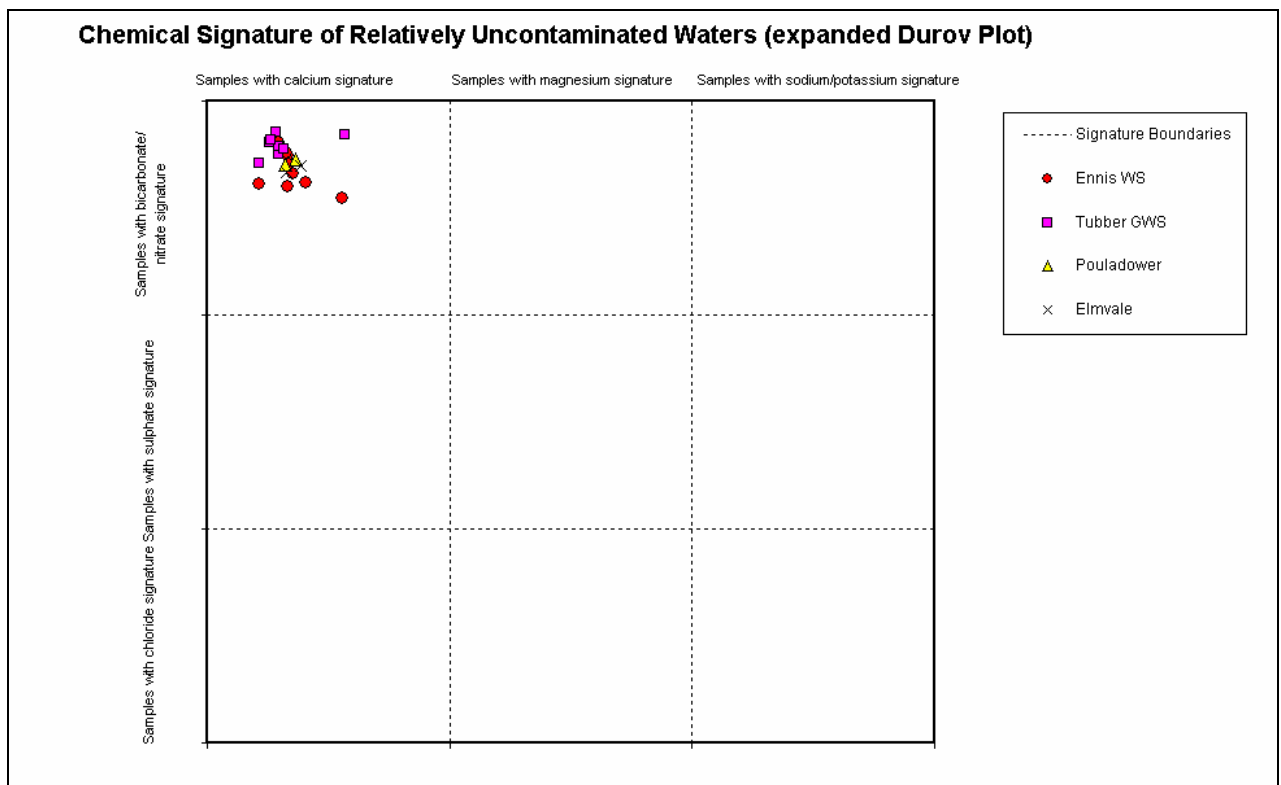 Chemical Signature of Relatively Uncontaminated Waters (expanded Durov Plot)
Samples with calcium signature
Samples with magnesium signature
Samples with sodium/potassium signature
Samples with bicarbonate/
nitrate signature
Samples with sulphate signature
Samples with chloride signature
Signature Boundaries
Ennis WS
Tubber GWS
Pouladower
Elmvale